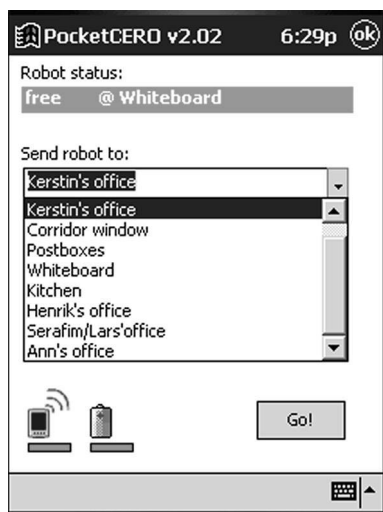 PocketCERO v2.02 6:29p ok
Robot status:
free @ Whiteboard
Send robot to:
Kerstin's office
Kerstin's office
Corridor window
Postboxes
Whiteboard
Kitchen
Henrik's office
Serafim/Lars'office
Ann's office
Go!